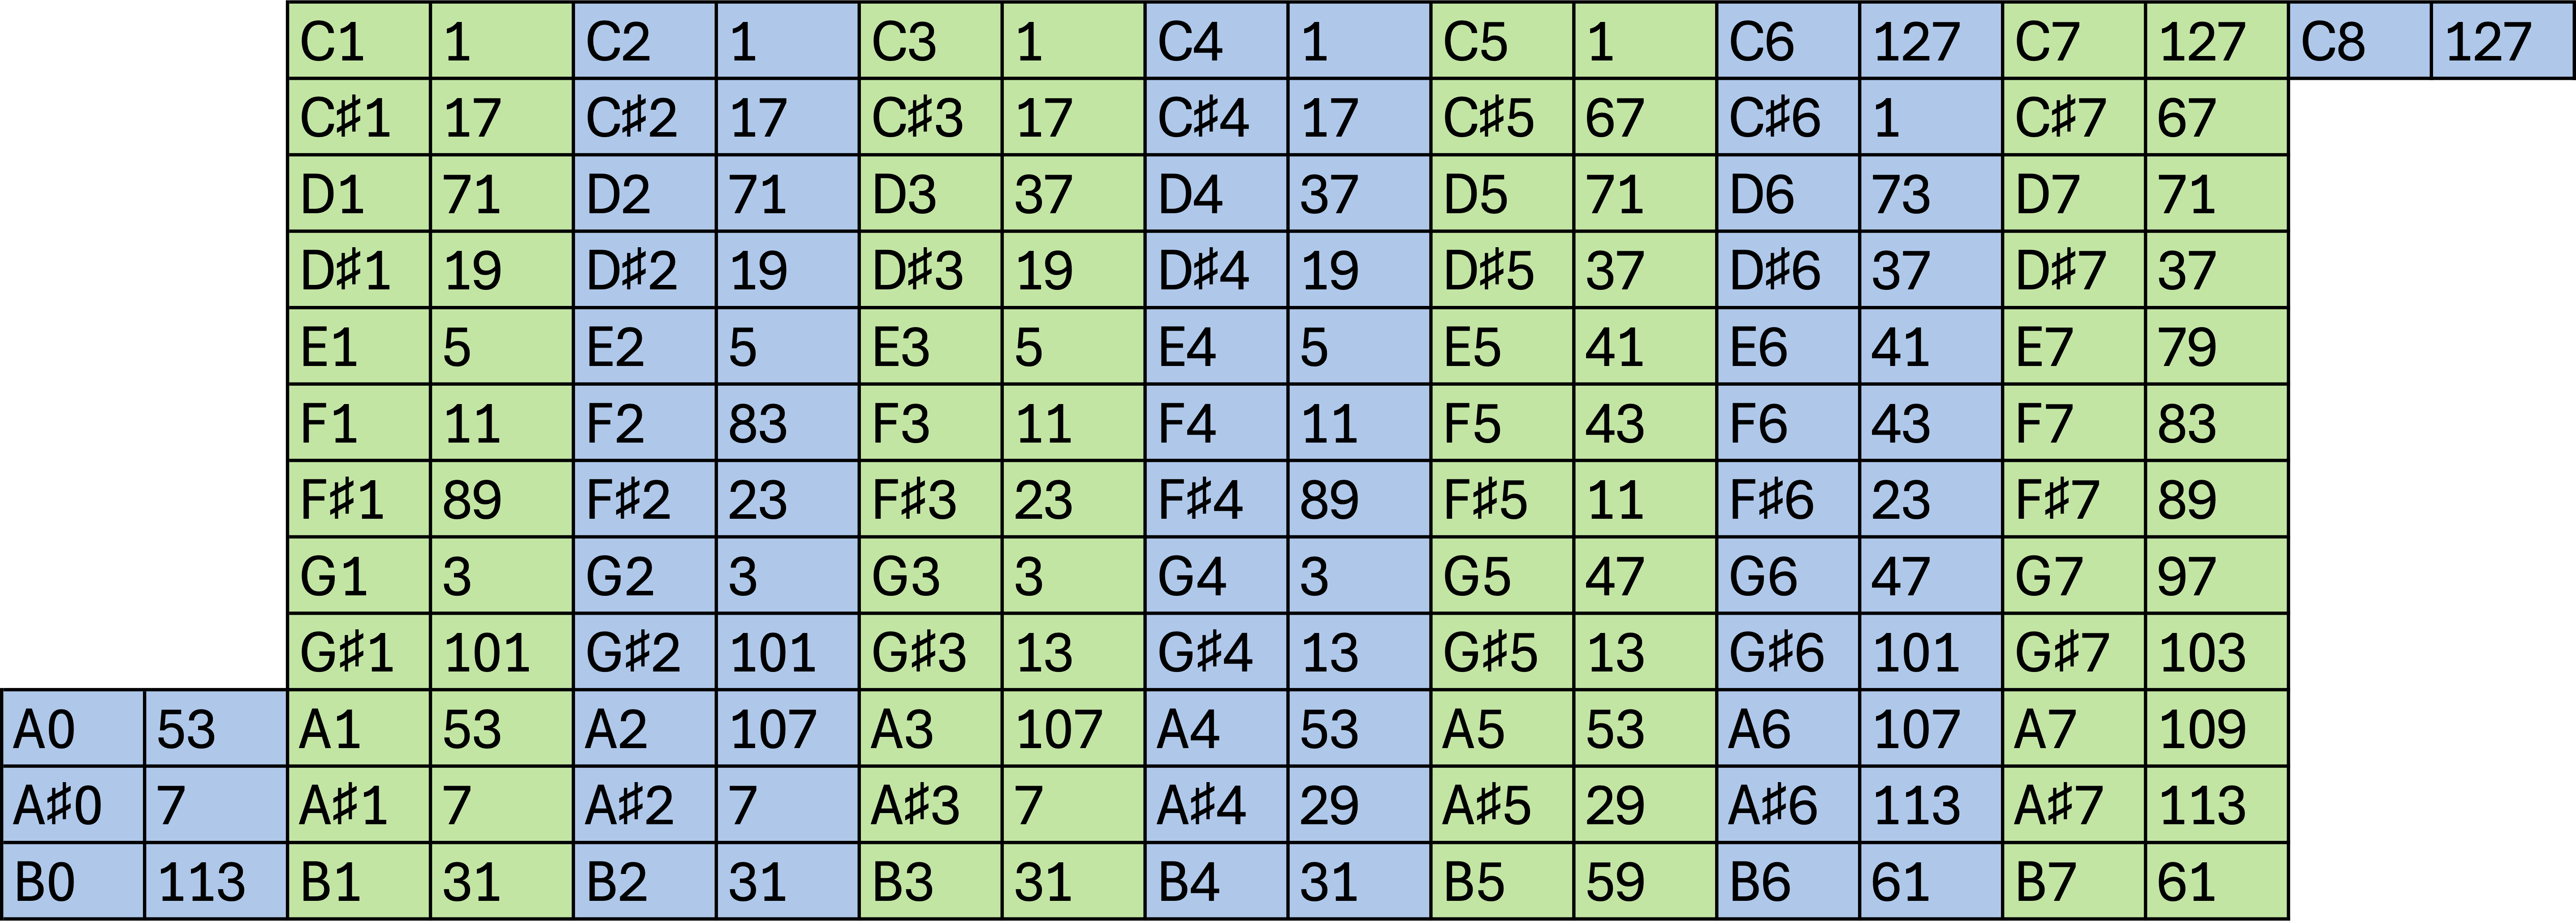 C1 1 C2 1 C3 1 C4 1 C5 1 C6 127 C7 127 C8 127
C♯1 17 C♯2 17 C♯3 17 C♯4 17 C♯5 67 C♯6 1 C♯7 67
D1 71 D2 71 D3 37 D4 37 D5 71 D6 73 D7 71
D♯1 19 D♯2 19 D♯3 19 D♯4 19 D♯5 37 D♯6 37 D♯7 37
E1 5 E2 5 E3 5 E4 5 E5 41 E6 41 E7 79
F1 11 F2 83 F3 11 F4 11 F5 43 F6 43 F7 83
F♯1 89 F♯2 23 F♯3 23 F♯4 89 F♯5 11 F♯6 23 F♯7 89
G1 3 G2 3 G3 3 G4 3 G5 47 G6 47 G7 97
G♯1 101 G♯2 101 G♯3 13 G♯4 13 G♯5 13 G♯6 101 G♯7 103
A0 53 A1 53 A2 107 A3 107 A4 53 A5 53 A6 107 A7 109
A♯0 7 A♯1 7 A♯2 7 A♯3 7 A♯4 29 A♯5 29 A♯6 113 A♯7 113
B0 113 B1 31 B2 31 B3 31 B4 31 B5 59 B6 61 B7 61